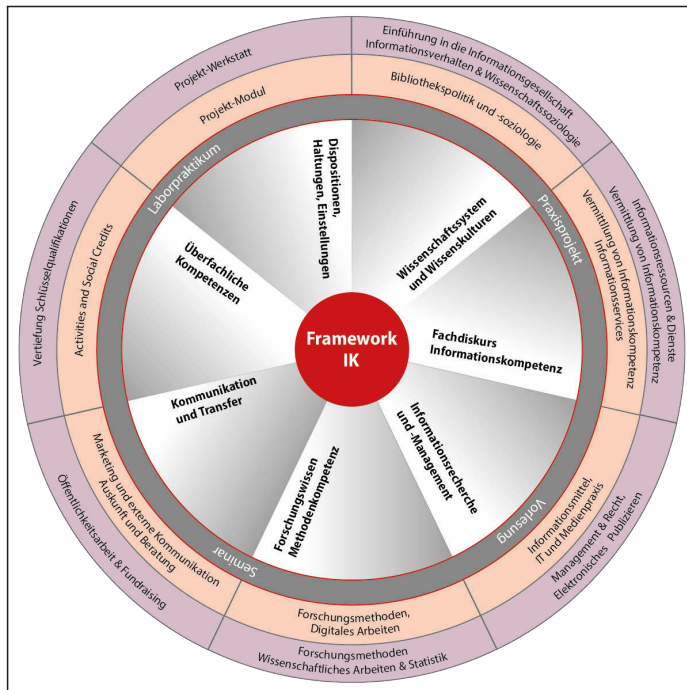 Einführung in die Informationsgesellschaft
Informationsverhalten & Wissenschaftssoziologie
Bibliothekspolitik und -soziologie
Informationsressourcen & Dienste
Vermittlung von Informationskompetenz
Vermittllung von Informationskompetenz
Informationsservices
Management & Recht,
Elektronisches Publizieren
Informationsmittel,
IT und Medienpraxis
Forschungsmethoden,
Digitales Arbeiten
Forschungsmethoden
Wissenschaftliches Arbeiten & Statistik
Marketing und externe Kommunikation
Auskunft und Beratung
Öffentlichkeitsarbeit & Fundraising
Activities and Social Credits
Vertiefung Schlüsselqualifikationen
Projekt-Modul
Projekt-Werkstatt
Laborpraktikum
Praxisprojekt
Vorlesung
Seminar
Dispositionen,
Haltungen, Einstellungen
Wissenschaftssystem
und Wissenskulturen
Fachdiskurs
Informationskompetenz
Informationsrecherche
und -Management
Forschungswissen
Methodenkompetenz
Kommunikation
und Transfer
Überfachliche
Kompetenzen
Framework
IK